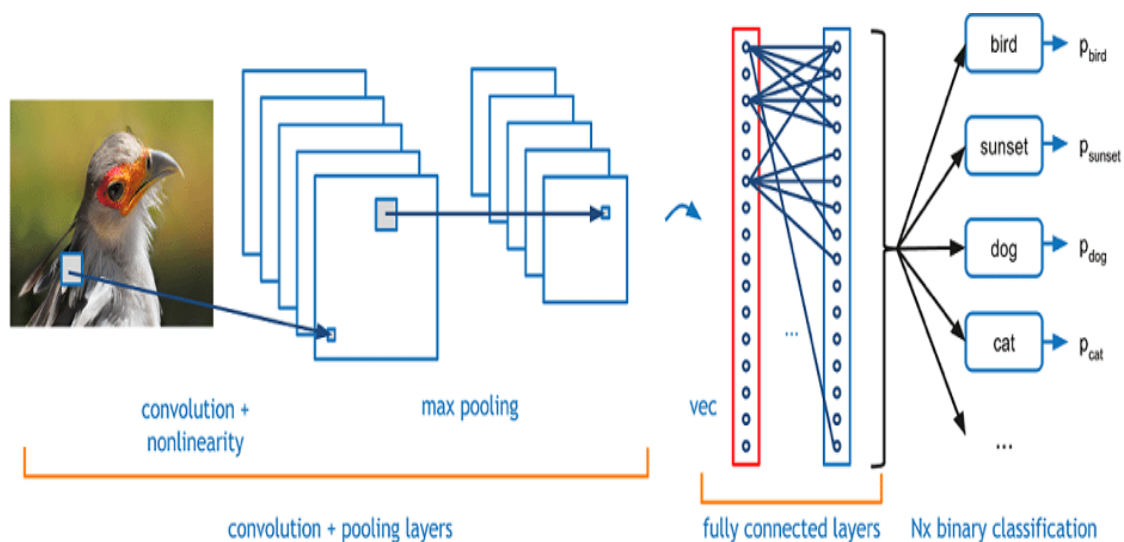 bird
p_bird
sunset
p_sunset
dog
p_dog
cat
p_cat
...
...
convolution +
nonlinearity
max pooling
vec
convolution + pooling layers
fully connected layers
Nx binary classification